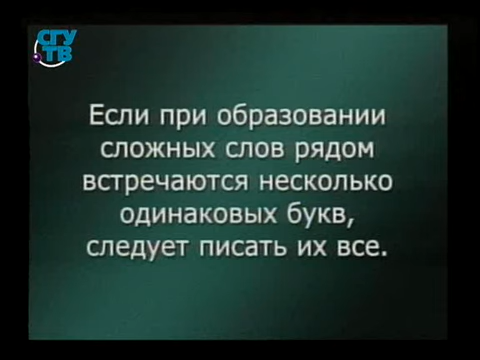 СГУ
ТВ
Если при образовании
сложных слов рядом
встречаются несколько
одинаковых букв,
следует писать их все.